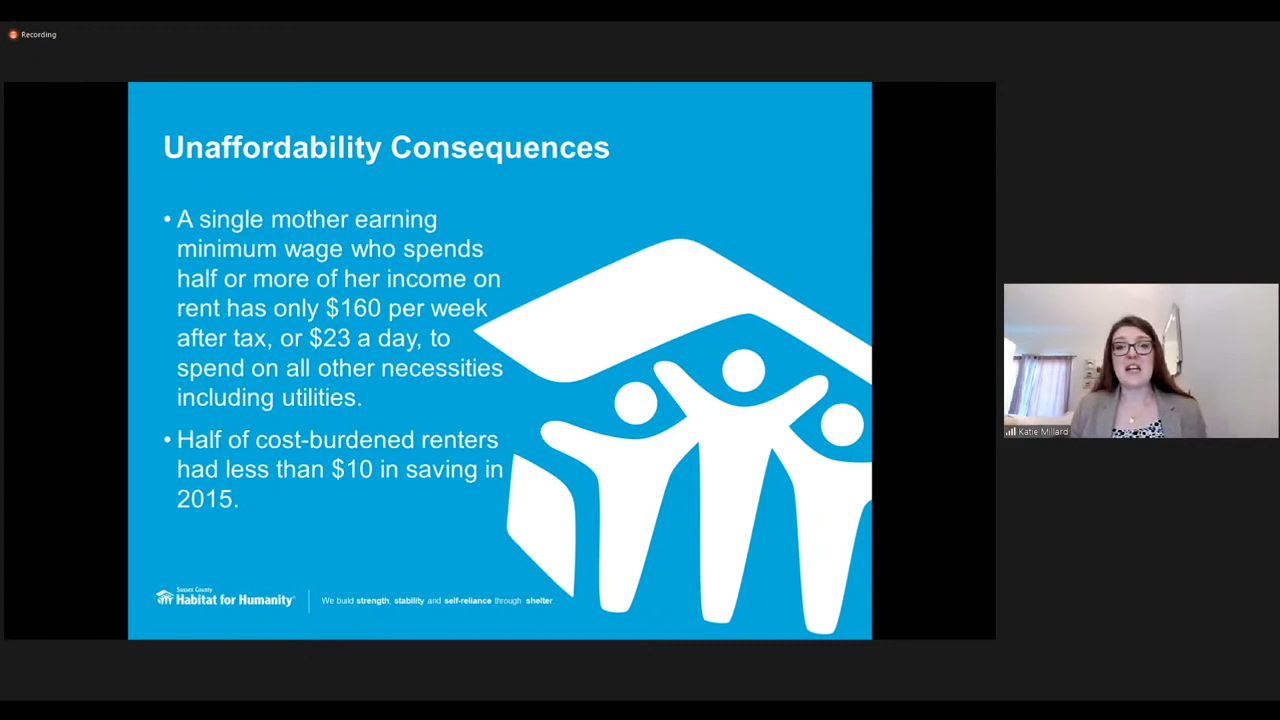 Recording
Unaffordability Consequences
• A single mother earning
minimum wage who spends
half or more of her income on
rent has only $160 per week
after tax, or $23 a day, to
spend on all other necessities
including utilities.
• Half of cost-burdened renters
had less than $10 in saving in
2015.
Sussex County
Habitat for Humanity®
We build strength, stability and self-reliance through shelter.
Katie Millard